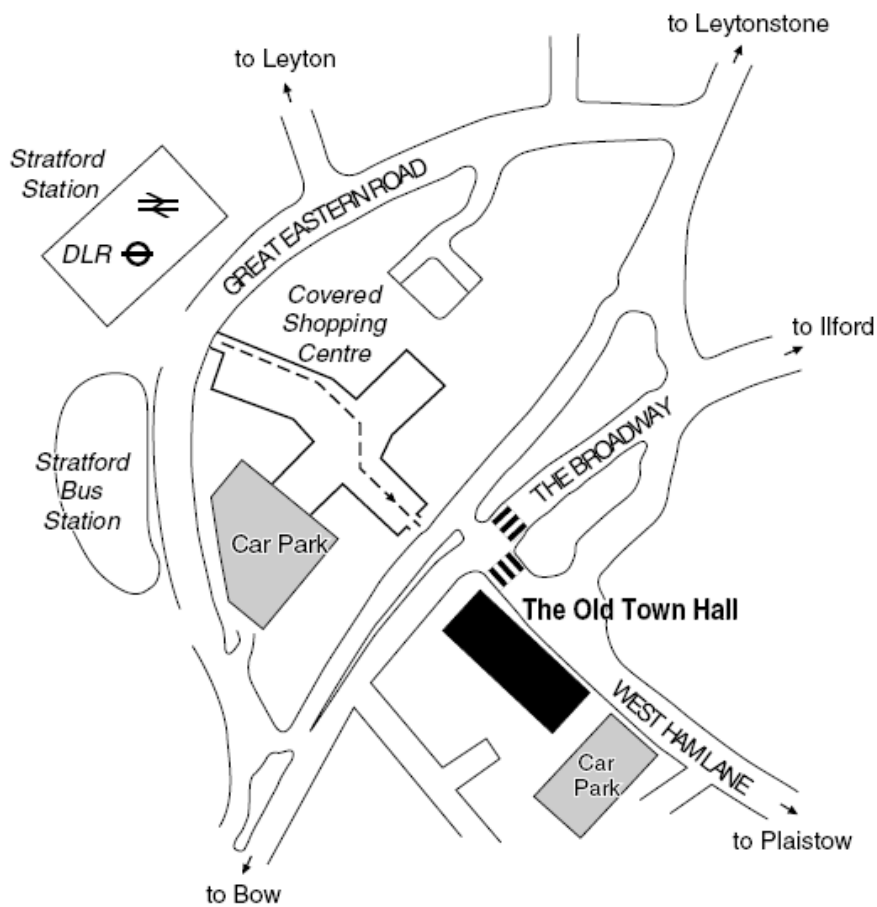 to Leytonstone
to Leyton
Stratford
Station
DLR
GREAT EASTERN ROAD
Covered
Shopping
Centre
to Ilford
Stratford
Bus
Station
THE BROADWAY
Car Park
The Old Town Hall
WEST HAM LANE
Car
Park
to Plaistow
to Bow